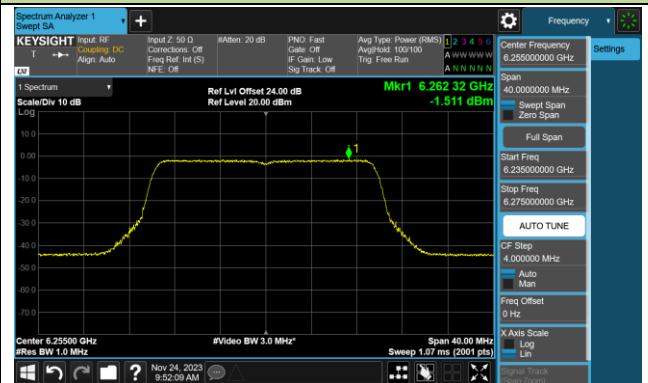 Spectrum Analyzer 1
Swept SA
+
Frequency
KEYSIGHT
Input: RF
Coupling: DC
Align: Auto
Input Z: 50 Ω
Corrections: Off
Freq Ref: Int (S)
NFE: Off
#Atten: 20 dB
PNO: Fast
Gate: Off
IF Gain: Low
Sig Track: Off
Avg Type: Power (RMS)
Avg|Hold: 100/100
Trig: Free Run
1 2 3 4 5 6
A W W W W W
A N N N N N
T
LXI
Center Frequency
6.255000000 GHz
Settings
Span
40.0000000 MHz
Swept Span
Zero Span
Full Span
Start Freq
6.235000000 GHz
Stop Freq
6.275000000 GHz
AUTO TUNE
CF Step
4.000000 MHz
Auto
Man
Freq Offset
0 Hz
X Axis Scale
Log
Lin
Signal Track
(Span Zoom)
1 Spectrum
Scale/Div 10 dB
Log
Ref Lvl Offset 24.00 dB
Ref Level 20.00 dBm
Mkr1 6.262 32 GHz
-1.511 dBm
1
10.0
0.00
-10.0
-20.0
-30.0
-40.0
-50.0
-60.0
-70.0
Center 6.25500 GHz
#Res BW 1.0 MHz
#Video BW 3.0 MHz*
Span 40.00 MHz
Sweep 1.07 ms (2001 pts)
?
Nov 24, 2023
9:52:09 AM